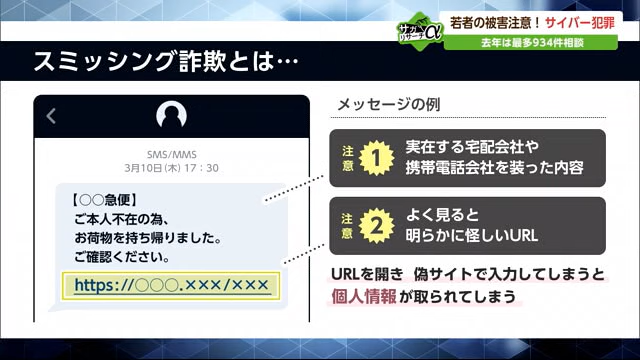 若者の被害注意！ サイバー犯罪
サガ
リサーチα
去年は最多934件相談
スミッシング詐欺とは…
SMS/MMS
3月10日(木) 17：30
【○○急便】
ご本人不在の為、
お荷物を持ち帰りました。
ご確認ください。
https://○○○.×××/×××
メッセージの例
注意
1
実在する宅配会社や
携帯電話会社を装った内容
注意
2
よく見ると
明らかに怪しいURL
URLを開き 偽サイトで入力してしまうと
個人情報が取られてしまう